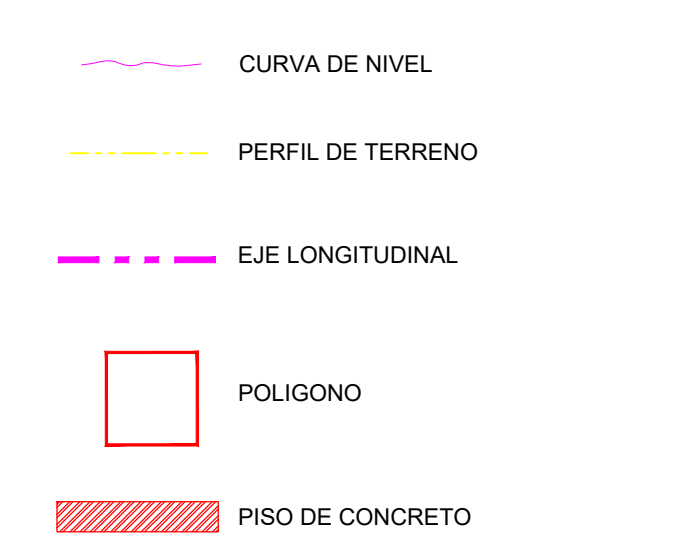 CURVA DE NIVEL
PERFIL DE TERRENO
EJE LONGITUDINAL
POLIGONO
PISO DE CONCRETO